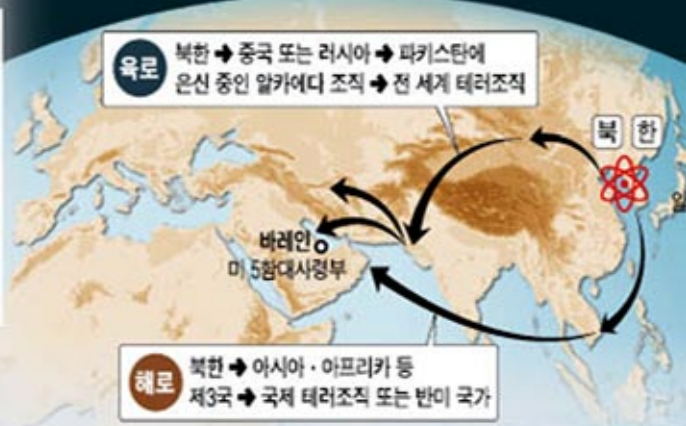 육로
북한 ➔ 중국 또는 러시아 ➔ 파키스탄에
은신 중인 알카에다 조직 ➔ 전 세계 테러조직
북한
바레인
미 5함대사령부
해로
북한 ➔ 아시아 · 아프리카 등
제3국 ➔ 국제 테러조직 또는 반미 국가